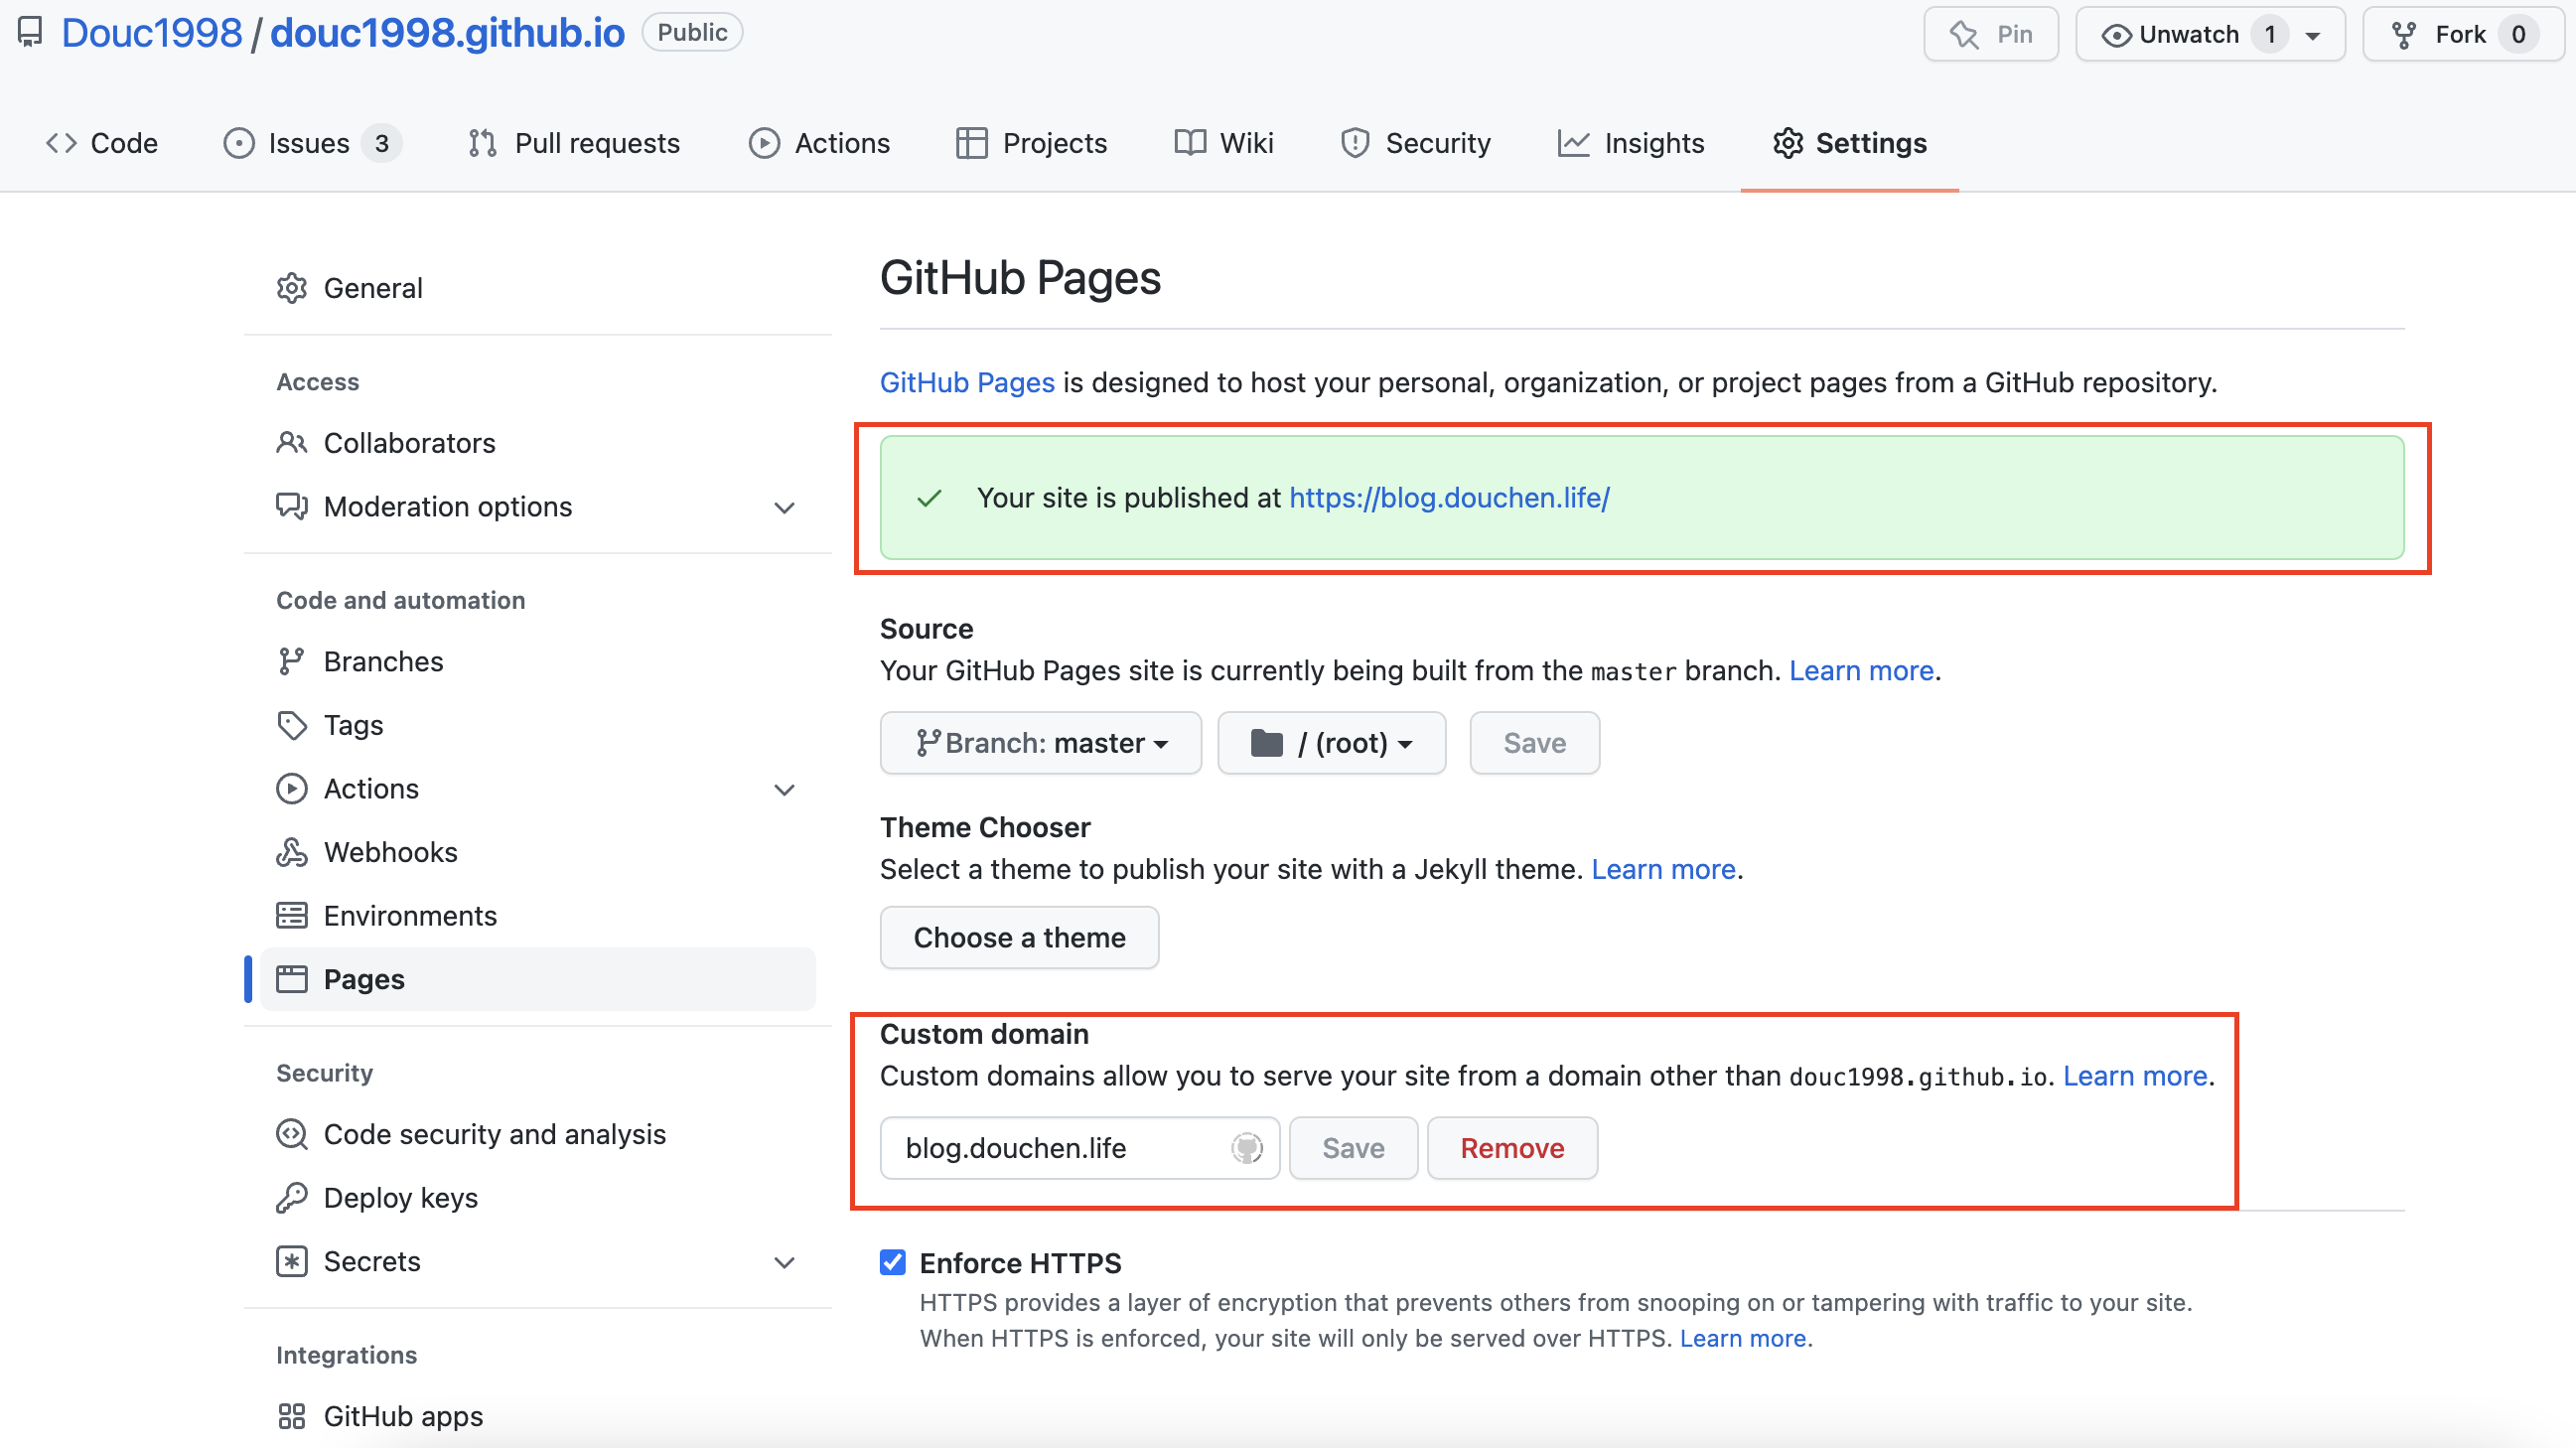 Douc1998 / douc1998.github.io Public
Pin Unwatch 1 Fork 0
Code Issues 3 Pull requests Actions Projects Wiki Security Insights Settings
General
Access
Collaborators
Moderation options
Code and automation
Branches
Tags
Actions
Webhooks
Environments
Pages
Security
Code security and analysis
Deploy keys
Secrets
Integrations
GitHub apps
GitHub Pages
GitHub Pages is designed to host your personal, organization, or project pages from a GitHub repository.
Your site is published at https://blog.douchen.life/
Source
Your GitHub Pages site is currently being built from the master branch. Learn more.
Branch: master / (root) Save
Theme Chooser
Select a theme to publish your site with a Jekyll theme. Learn more.
Choose a theme
Custom domain
Custom domains allow you to serve your site from a domain other than douc1998.github.io. Learn more.
blog.douchen.life Save Remove
Enforce HTTPS
HTTPS provides a layer of encryption that prevents others from snooping on or tampering with traffic to your site.
When HTTPS is enforced, your site will only be served over HTTPS. Learn more.